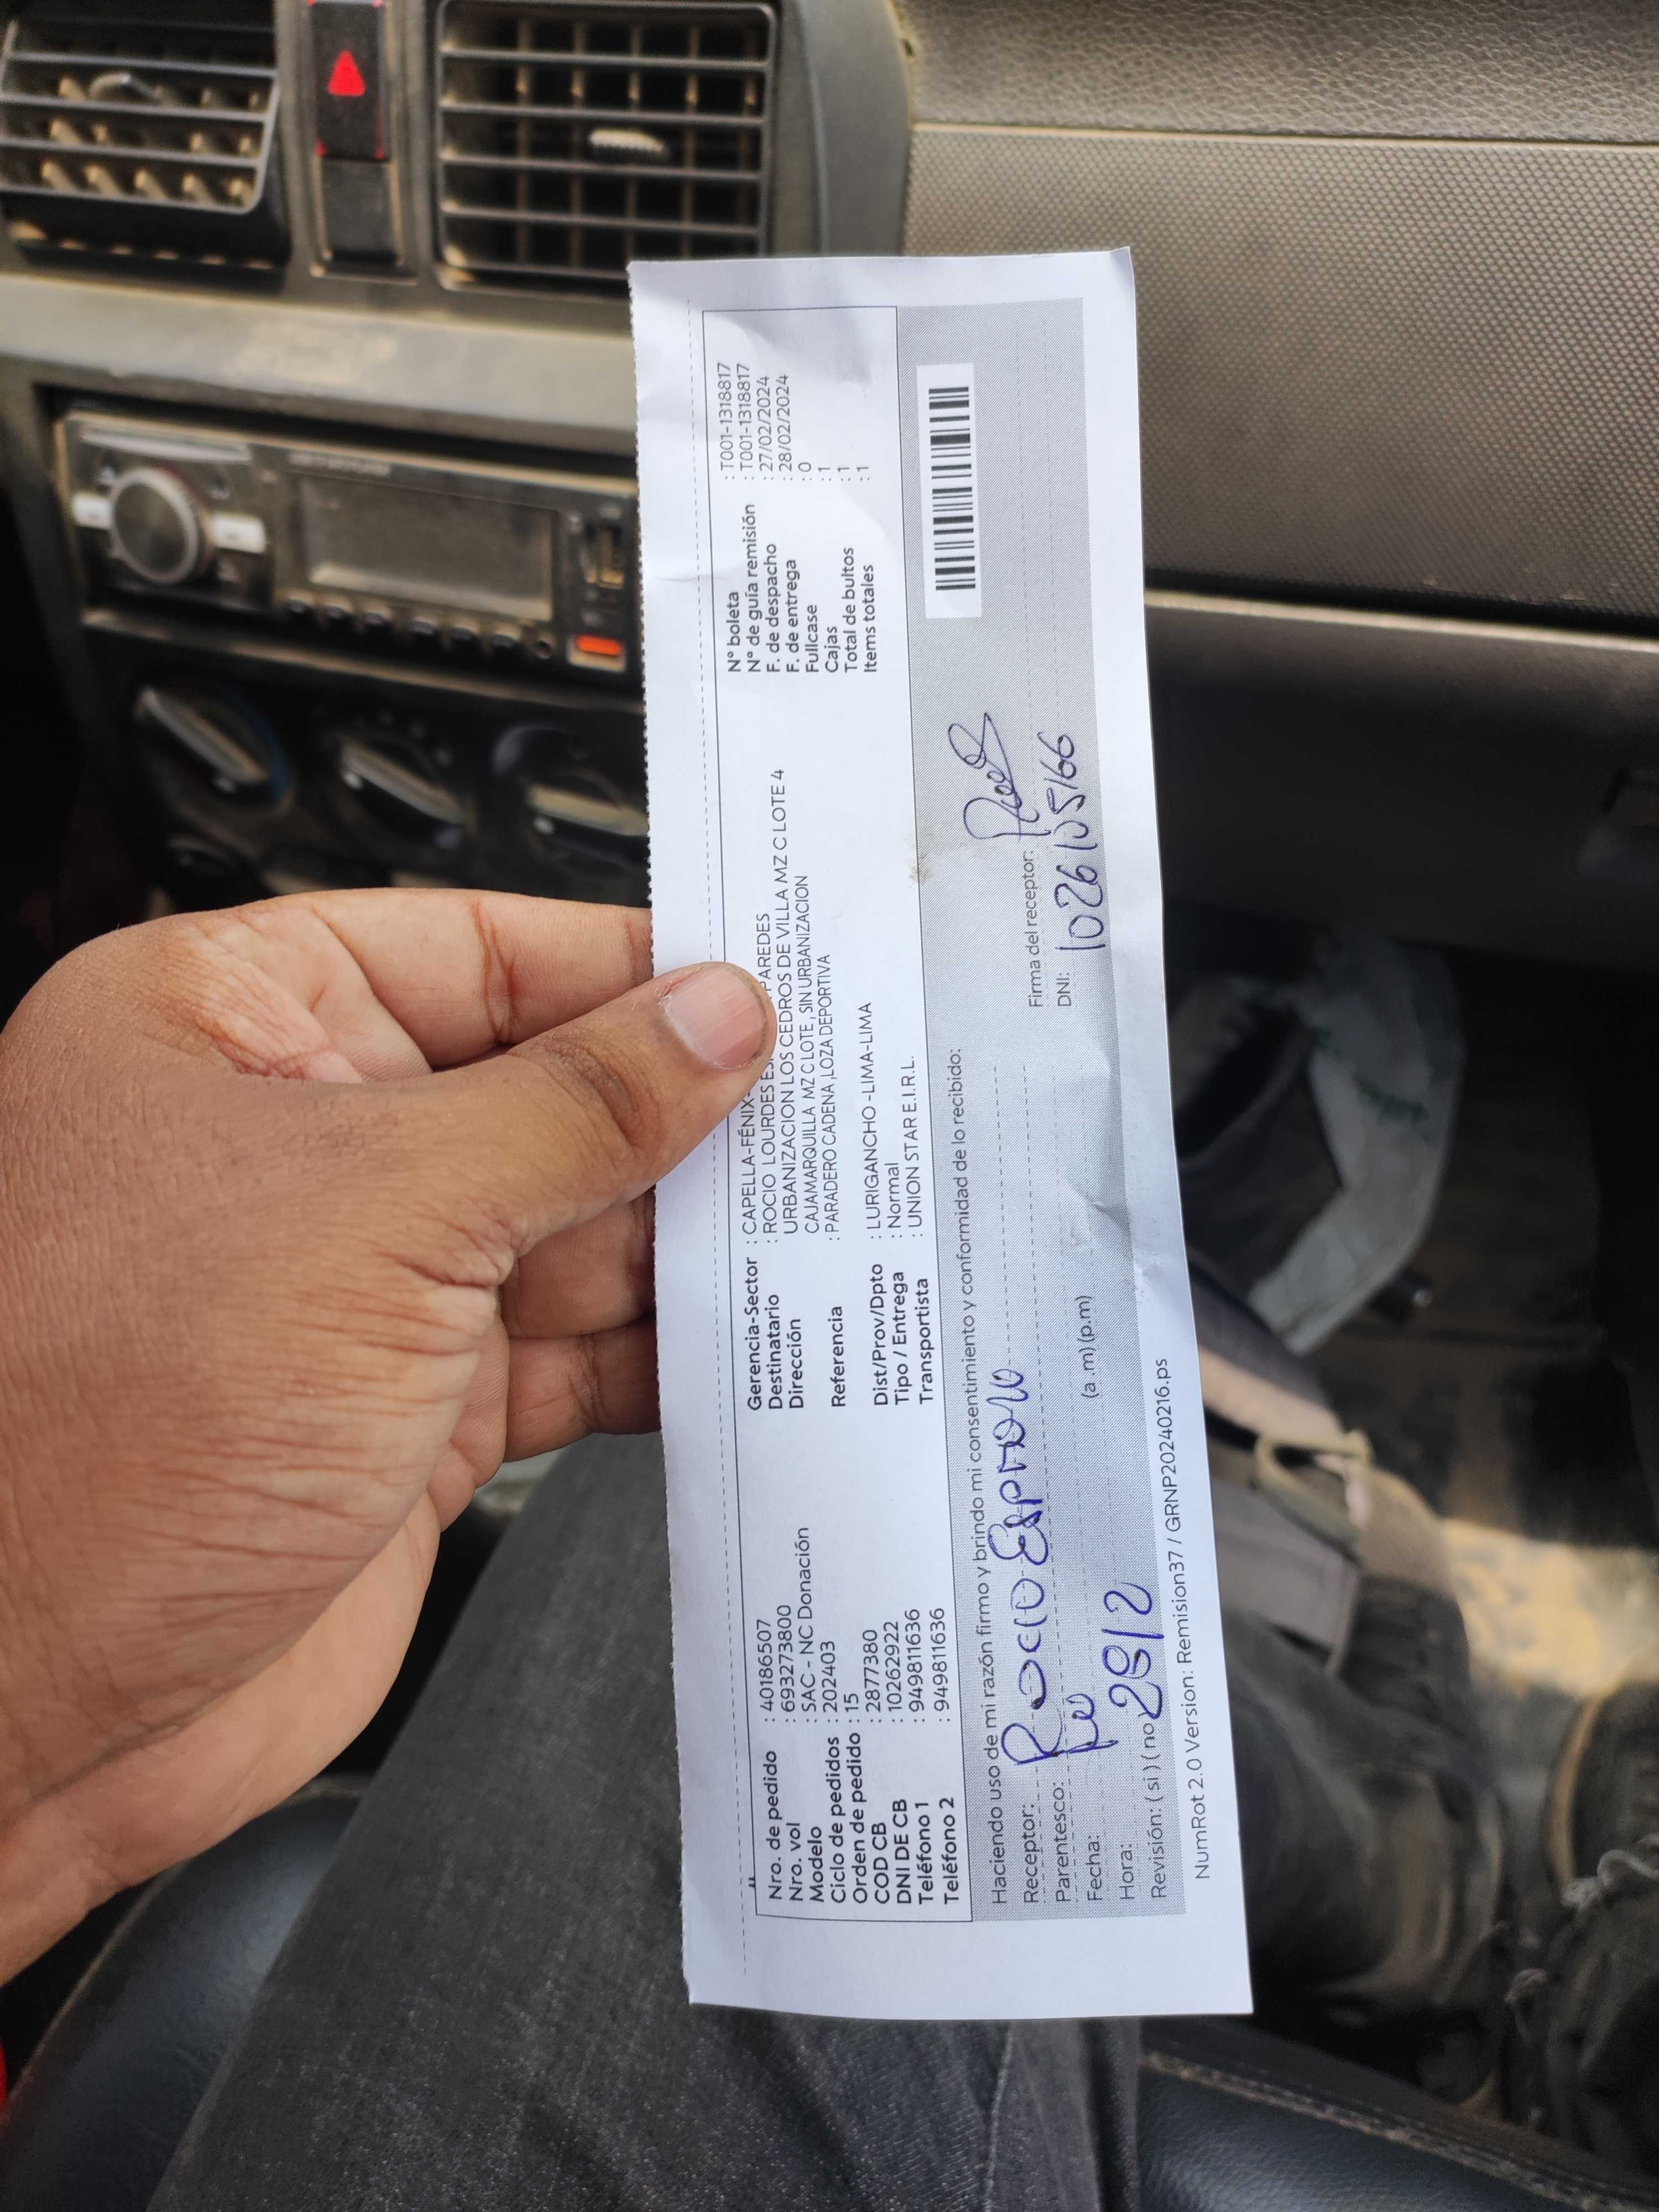 Nro. de pedido : 40186507
Nro. vol : 6932738OO
Modelo : SAC - NC Donación
Ciclo de pedidos : 202403
Orden de pedido : 15
COD CB : 2877380
DNI DE CB : 10262922
Teléfono 1 : 949811636
Teléfono 2 : 949811636
Gerencia-Sector : CAPELLA-FÉNIX-
Destinatario : ROCIO LOURDES PAREDES
Dirección URBANIZACION LOS CEDROS DE VILLA MZ C LOTE 4
CAJAMARQUILLA MZ C LOTE ,SIN URBANIZACION
Referencia : PARADERO CADENA ,LOZA DEPORTIVA
Dist/Prov/Dpto : LURIGANCHO -LIMA-LIMA
Tipo / Entrega : Normal
Transportista : UNION STAR E.I.R.L.
N° boleta : T001-1318817
N° de guía remisión : T001-1318817
F. de despacho : 27/02/2024
F. de entrega : 28/02/2024
Fullcase : 0
Cajas : 1
Total de bultos : 1
Items totales : 1
Haciendo uso de mi razón firmo y brindo mi consentimiento y conformidad de lo recibido:
Receptor: Rocio Espinoza
Parentesco:
Fecha: 28/2
Hora: (a .m) (p.m)
Revisión: ( si ) ( no )
Firma del receptor:
DNI:
NumRot 2.0 Version: Remision37 / GRNP20240216.ps